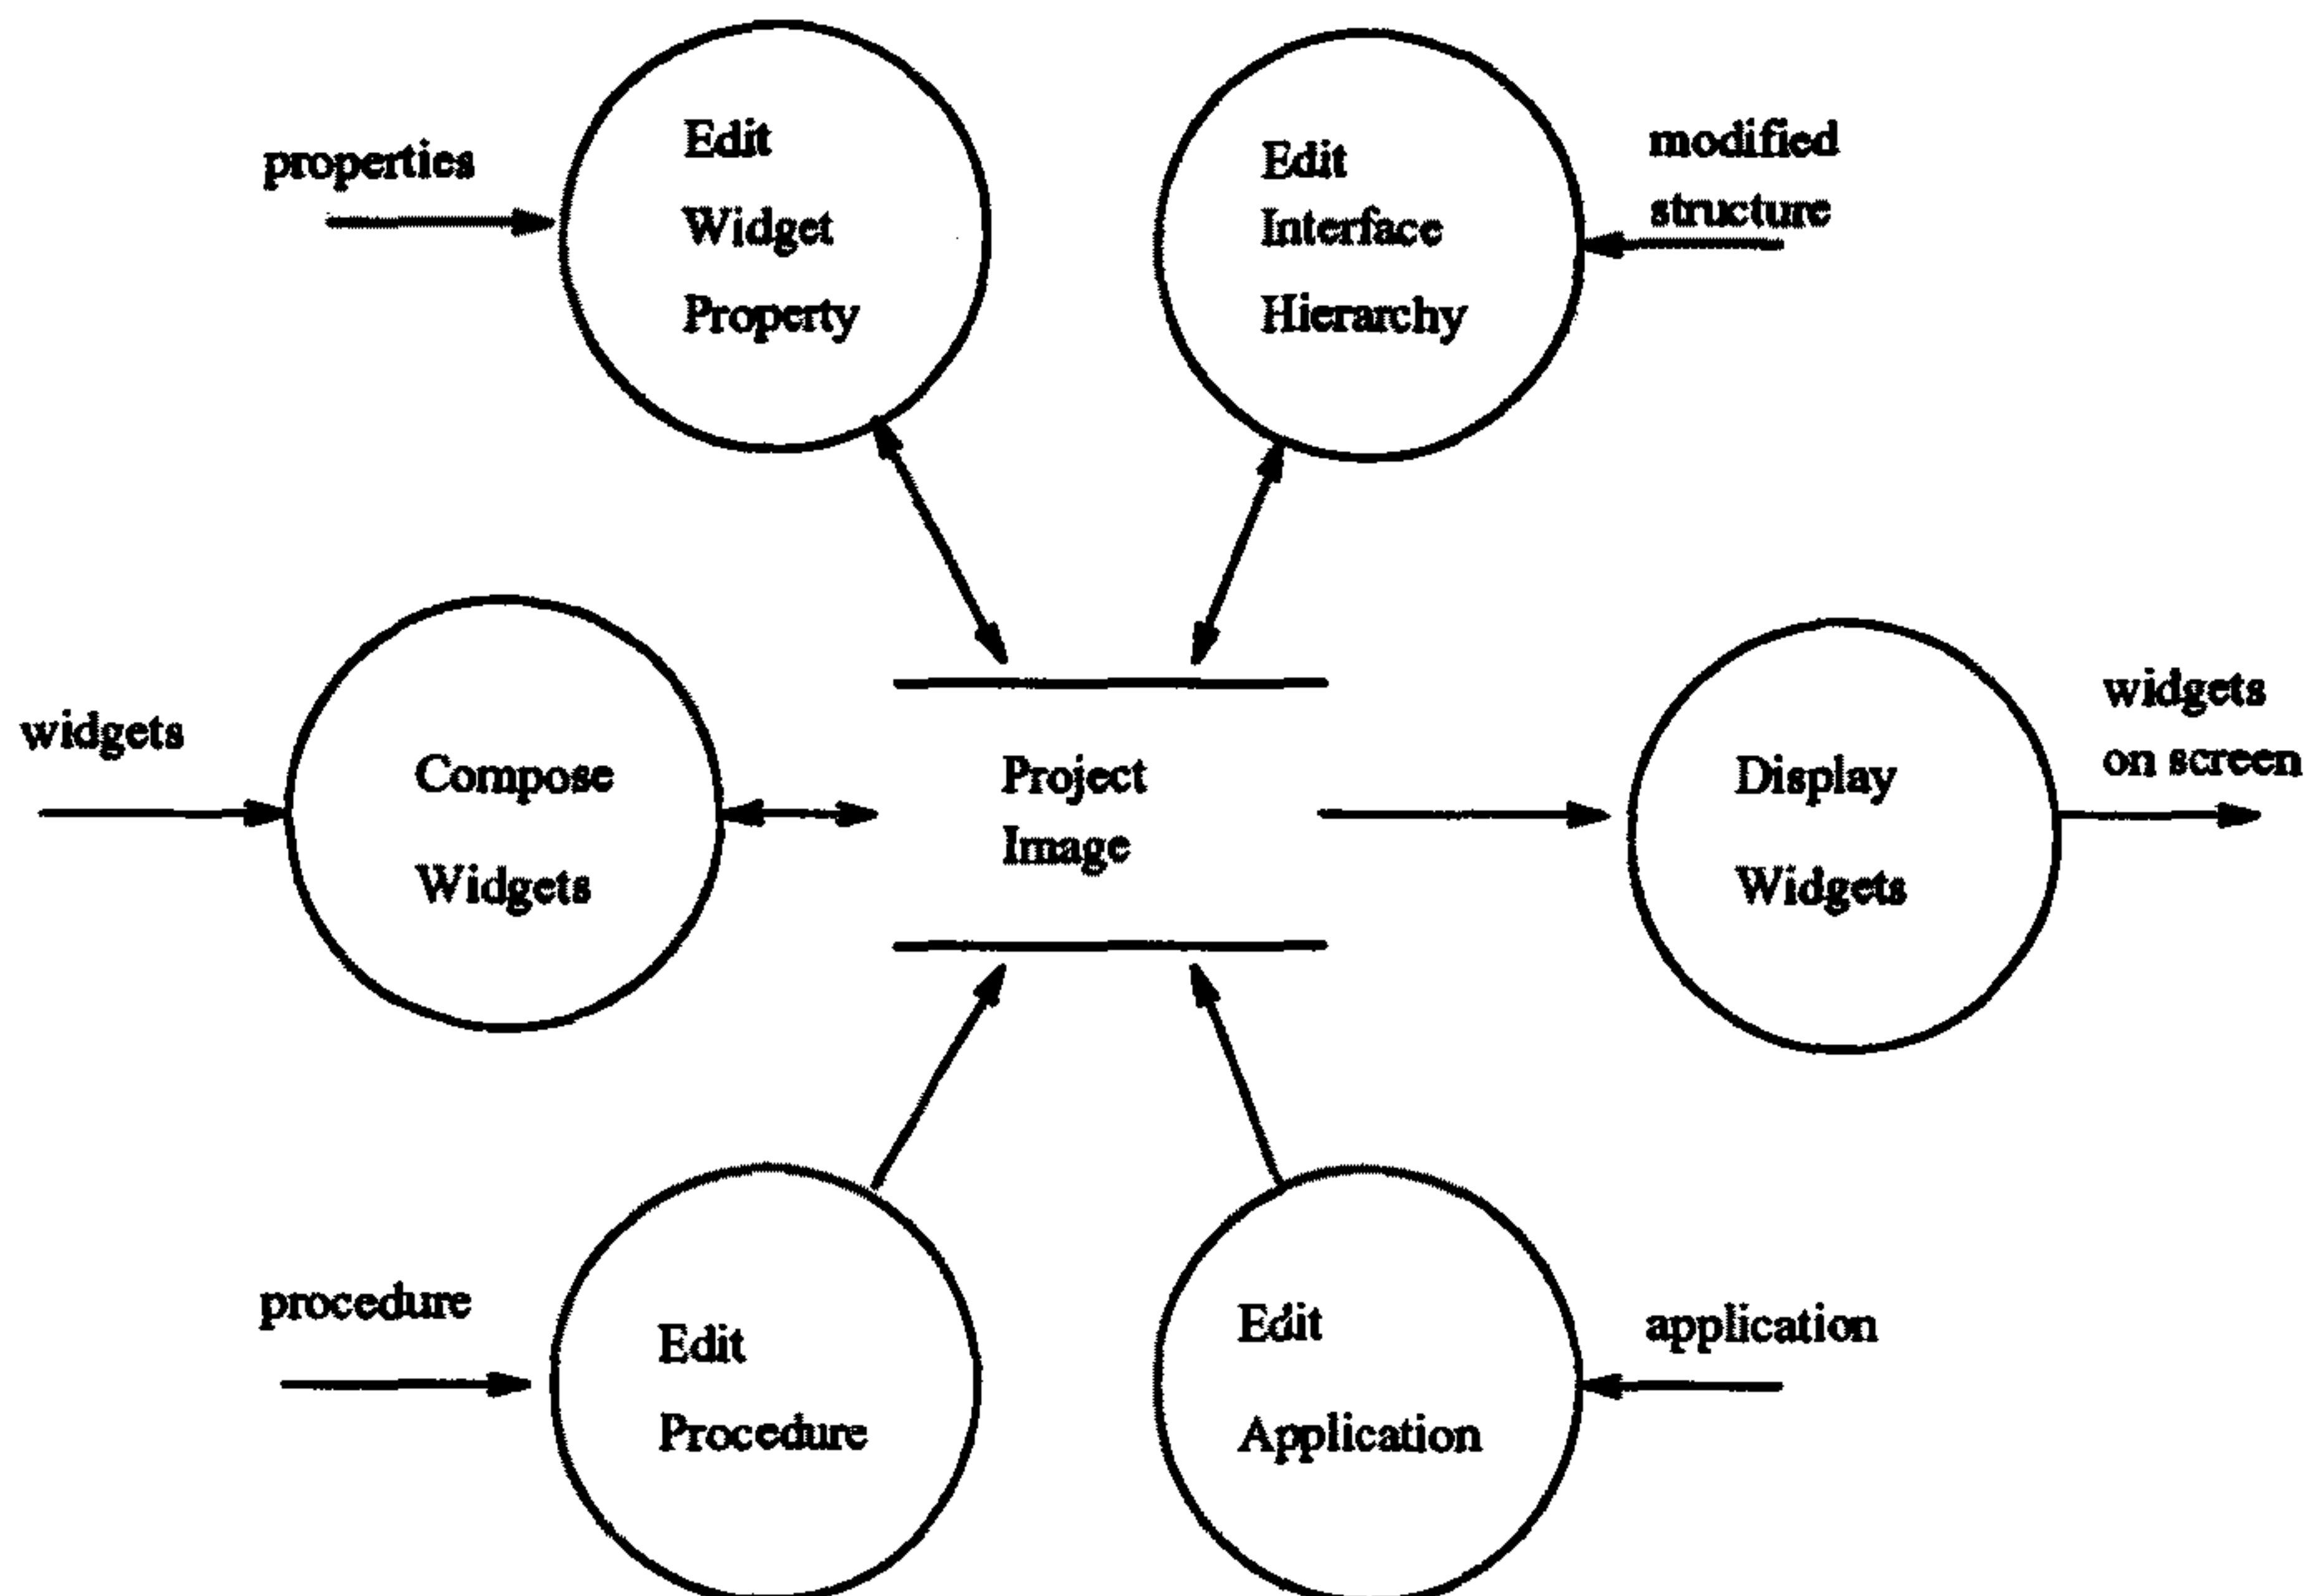 properties
Edit
Widget
Property
Edit
Interface
Hierarchy
modified
structure
widgets
Compose
Widgets
Project
Image
Display
Widgets
widgets
on screen
procedure
Edit
Procedure
Edit
Application
application